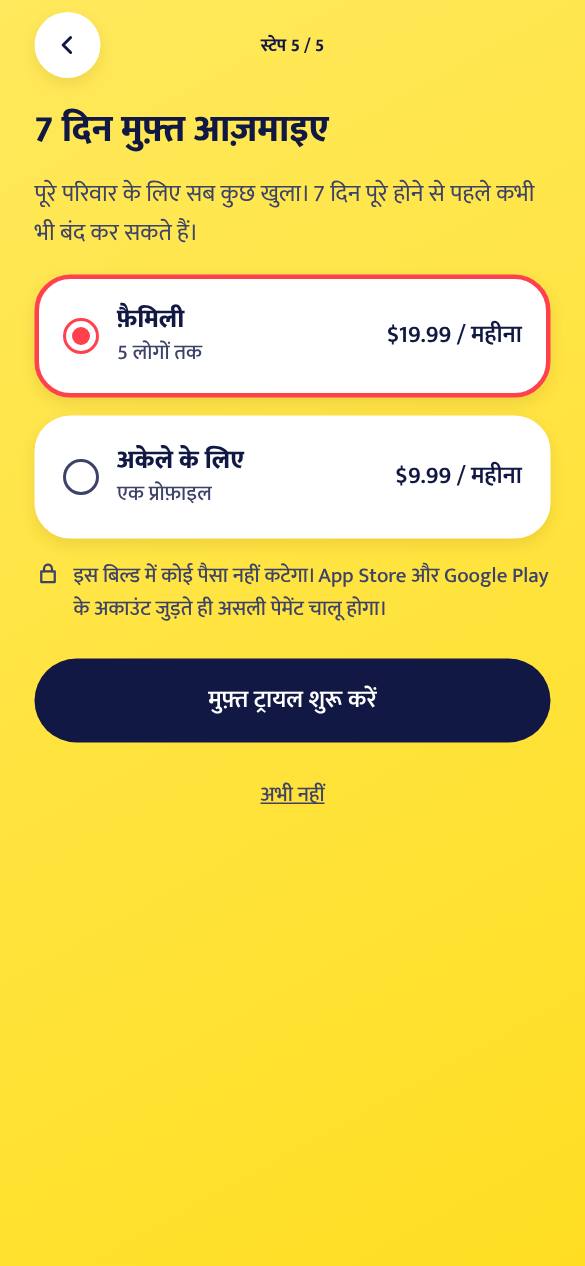 स्टेप 5 / 5
7 दिन मुफ़्त आज़माइए
पूरे परिवार के लिए सब कुछ खुला। 7 दिन पूरे होने से पहले कभी
भी बंद कर सकते हैं।
फ़ैमिली
5 लोगों तक
$19.99 / महीना
अकेले के लिए
एक प्रोफ़ाइल
$9.99 / महीना
इस बिल्ड में कोई पैसा नहीं कटेगा। App Store और Google Play
के अकाउंट जुड़ते ही असली पेमेंट चालू होगा।
मुफ़्त ट्रायल शुरू करें
अभी नहीं